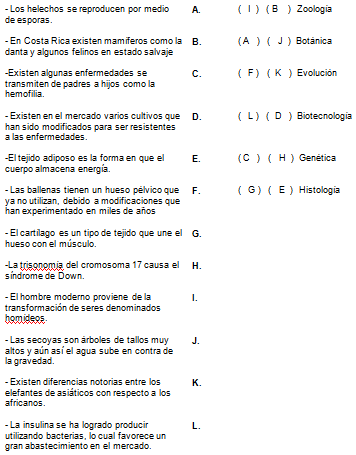 - Los helechos se reproducen por medio A. ( I ) ( B ) Zoología
de esporas.
- En Costa Rica existen mamíferos como la B. (A ) ( J ) Botánica
danta y algunos felinos en estado salvaje
-Existen algunas enfermedades se C. ( F) ( K ) Evolución
transmiten de padres a hijos como la
hemofilia.
- Existen en el mercado varios cultivos que D. ( L ) ( D ) Biotecnología
han sido modificados para ser resistentes
a las enfermedades.
-El tejido adiposo es la forma en que el E. (C ) ( H ) Genética
cuerpo almacena energía.
- Las ballenas tienen un hueso pélvico que F. ( G ) ( E ) Histología
ya no utilizan, debido a modificaciones que
han experimentado en miles de años
- El cartílago es un tipo de tejido que une el G.
hueso con el músculo.
-La trisonomía del cromosoma 17 causa el H.
síndrome de Down.
- El hombre moderno proviene de la I.
transformación de seres denominados
homideos.
- Las secoyas son árboles de tallos muy J.
altos y aún así el agua sube en contra de
la gravedad.
- Existen diferencias notorias entre los K.
elefantes de asiáticos con respecto a los
africanos.
- La insulina se ha logrado producir L.
utilizando bacterias, lo cual favorece un
gran abastecimiento en el mercado.